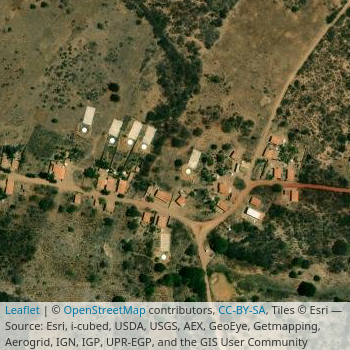 Leaflet | © OpenStreetMap contributors, CC-BY-SA, Tiles © Esri —
Source: Esri, i-cubed, USDA, USGS, AEX, GeoEye, Getmapping,
Aerogrid, IGN, IGP, UPR-EGP, and the GIS User Community